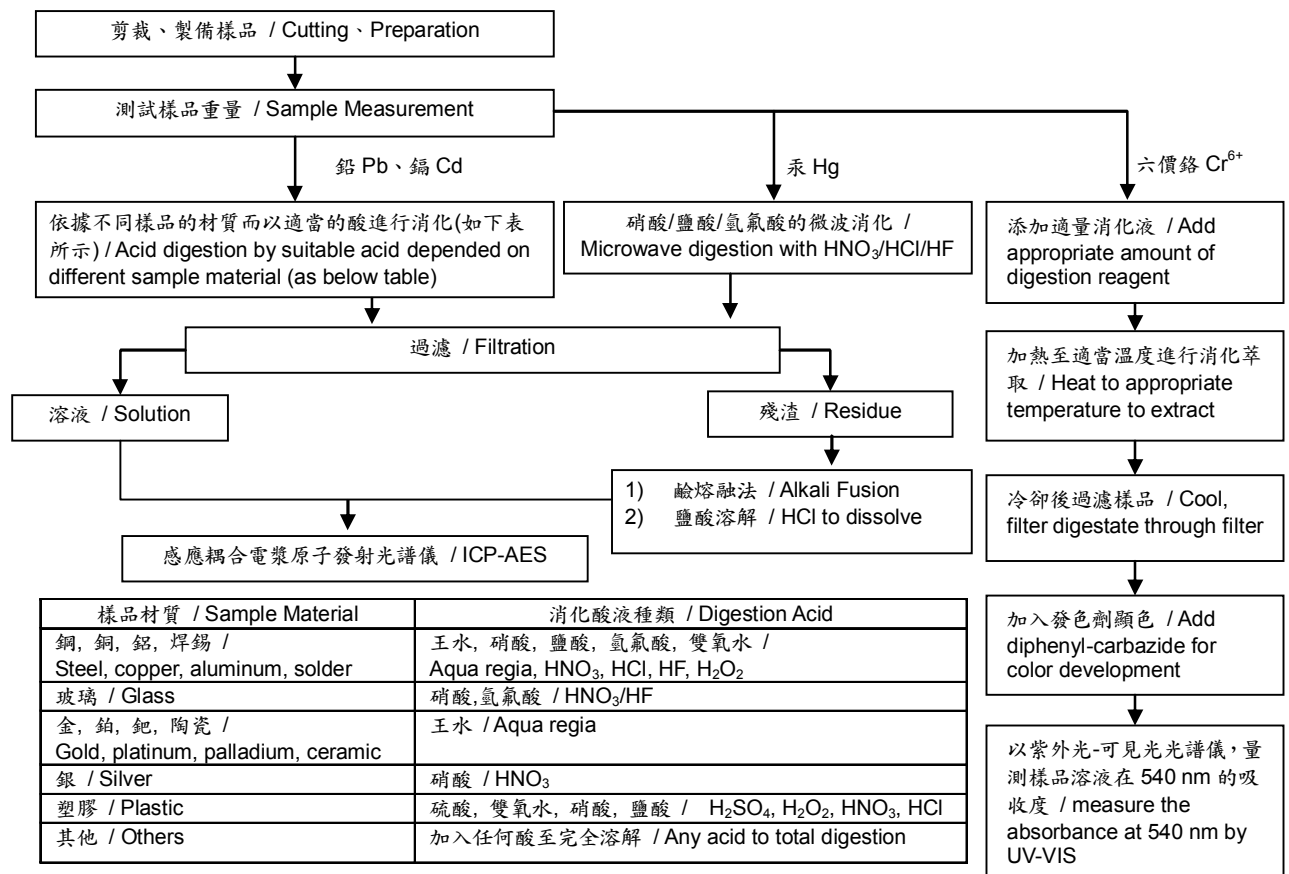 剪裁、製備樣品 / Cutting、Preparation
測試樣品重量 / Sample Measurement
鉛 Pb、鎘 Cd
汞 Hg
六價鉻 Cr⁶⁺
依據不同樣品的材質而以適當的酸進行消化(如下表
所示) / Acid digestion by suitable acid depended on
different sample material (as below table)
硝酸/鹽酸/氫氟酸的微波消化 /
Microwave digestion with HNO₃/HCl/HF
添加適量消化液 / Add
appropriate amount of
digestion reagent
過濾 / Filtration
加熱至適當溫度進行消化萃
取 / Heat to appropriate
temperature to extract
溶液 / Solution
殘渣 / Residue
1) 鹼熔融法 / Alkali Fusion
2) 鹽酸溶解 / HCl to dissolve
冷卻後過濾樣品 / Cool,
filter digestate through filter
感應耦合電漿原子發射光譜儀 / ICP-AES
加入發色劑顯色 / Add
diphenyl-carbazide for
color development
以紫外光-可見光光譜儀，量
測樣品溶液在 540 nm 的吸
收度 / measure the
absorbance at 540 nm by
UV-VIS
樣品材質 / Sample Material
消化酸液種類 / Digestion Acid
鋼, 銅, 鋁, 焊錫 /
Steel, copper, aluminum, solder
王水, 硝酸, 鹽酸, 氫氟酸, 雙氧水 /
Aqua regia, HNO₃, HCl, HF, H₂O₂
玻璃 / Glass
硝酸,氫氟酸 / HNO₃/HF
金, 鉑, 鈀, 陶瓷 /
Gold, platinum, palladium, ceramic
王水 / Aqua regia
銀 / Silver
硝酸 / HNO₃
塑膠 / Plastic
硫酸, 雙氧水, 硝酸, 鹽酸 / H₂SO₄, H₂O₂, HNO₃, HCl
其他 / Others
加入任何酸至完全溶解 / Any acid to total digestion